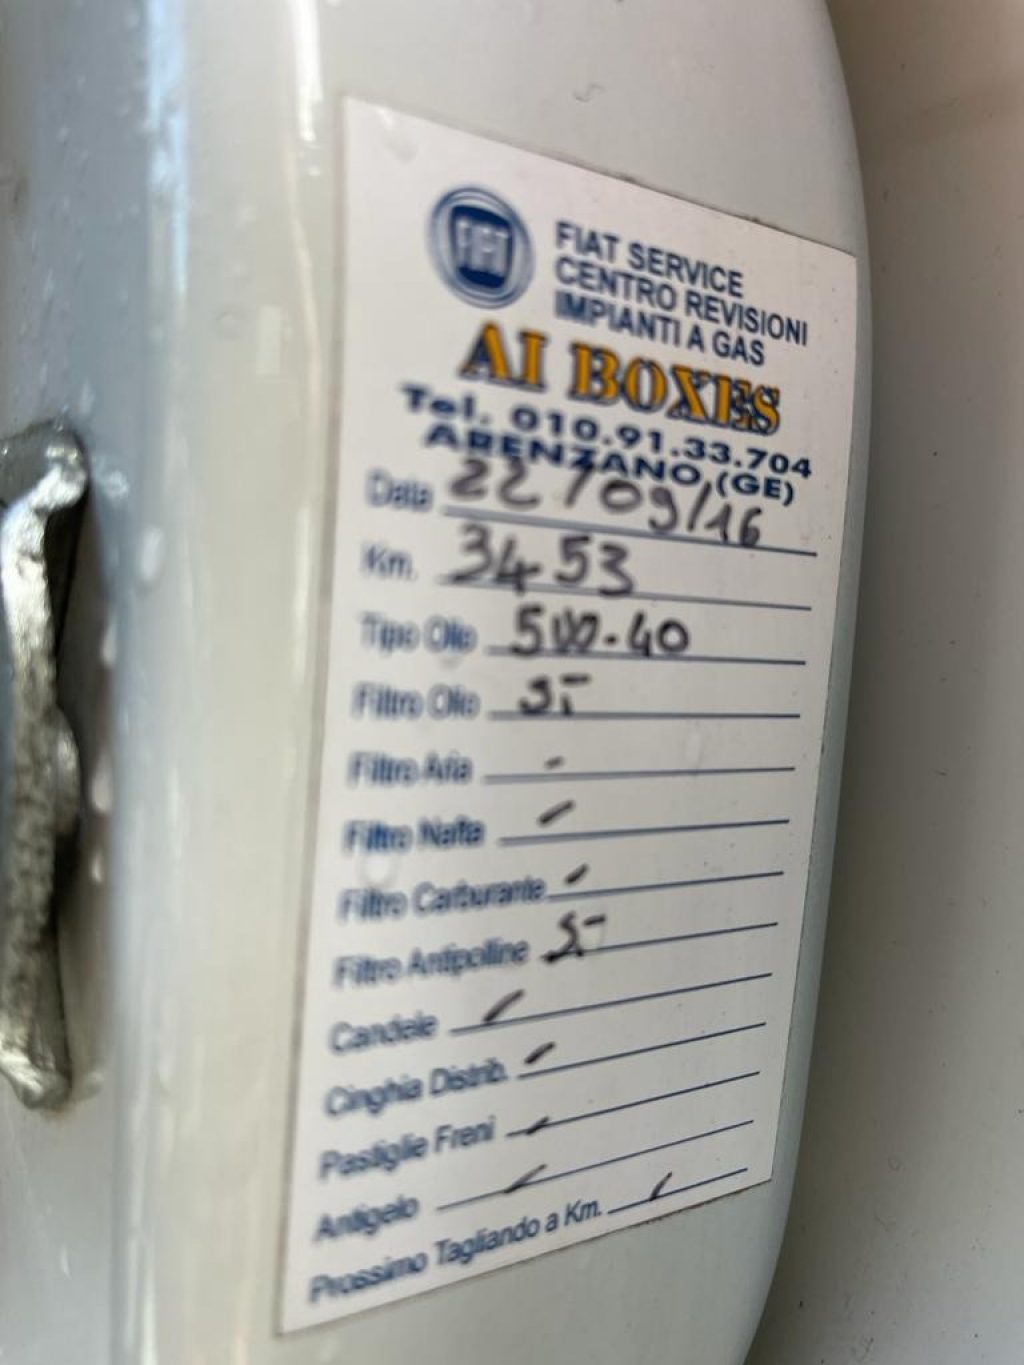 FIAT
FIAT SERVICE
CENTRO REVISIONI
IMPIANTI A GAS
AI BOXES
Tel. 010.91.33.704
ARENZANO (GE)
Data 22/09/16
Km. 3453
Tipo Olio 5W-40
Filtro Olio Si
Filtro Aria -
Filtro Nafta /
Filtro Carburante /
Filtro Antipolline Si
Candele /
Cinghia Distrib. /
Pastiglie Freni /
Antigelo /
Prossimo Tagliando a Km. /